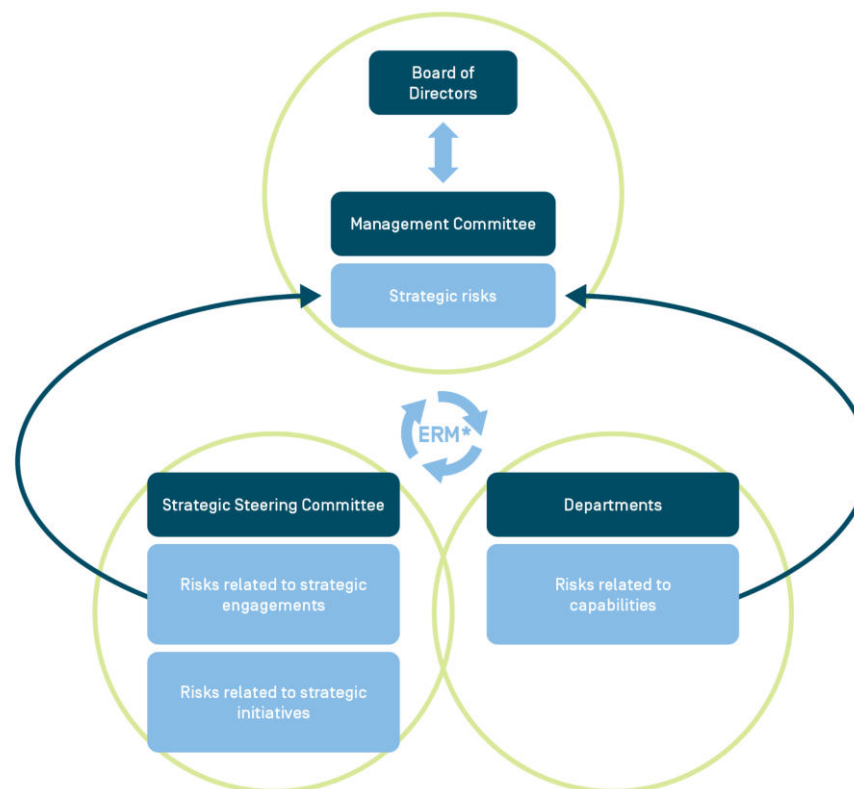 Board of
Directors
Management Committee
Strategic risks
ERM*
Strategic Steering Committee
Risks related to strategic
engagements
Risks related to strategic
initiatives
Departments
Risks related to
capabilities